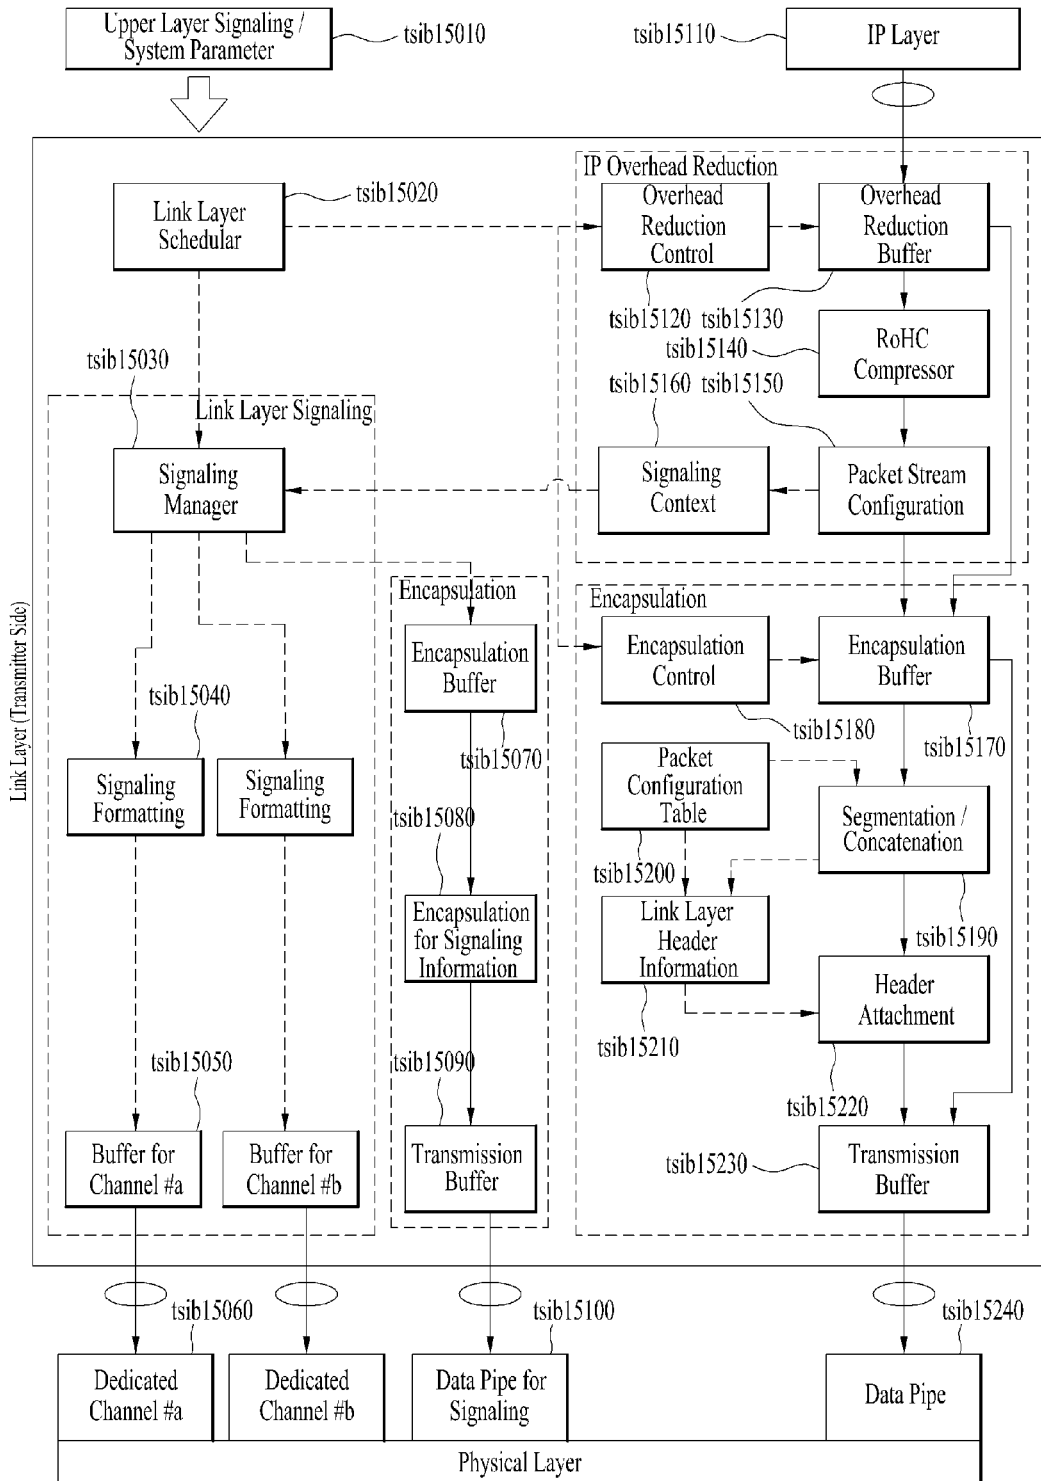 Upper Layer Signaling /
System Parameter
tsib15010
tsib15110
IP Layer
IP Overhead Reduction
Link Layer
Schedular
tsib15020
Overhead
Reduction
Control
Overhead
Reduction
Buffer
tsib15120
tsib15130
tsib15140
RoHC
Compressor
tsib15030
tsib15160
tsib15150
Link Layer Signaling
Signaling
Manager
Signaling
Context
Packet Stream
Configuration
Link Layer (Transmitter Side)
Encapsulation
Encapsulation
Encapsulation
Buffer
Encapsulation
Control
Encapsulation
Buffer
tsib15040
tsib15070
tsib15180
tsib15170
Signaling
Formatting
Signaling
Formatting
Packet
Configuration
Table
Segmentation /
Concatenation
tsib15080
tsib15200
Encapsulation
for Signaling
Information
Link Layer
Header
Information
tsib15190
Header
Attachment
tsib15210
tsib15050
tsib15090
tsib15220
Buffer for
Channel #a
Buffer for
Channel #b
Transmission
Buffer
tsib15230
Transmission
Buffer
tsib15060
tsib15100
tsib15240
Dedicated
Channel #a
Dedicated
Channel #b
Data Pipe for
Signaling
Data Pipe
Physical Layer